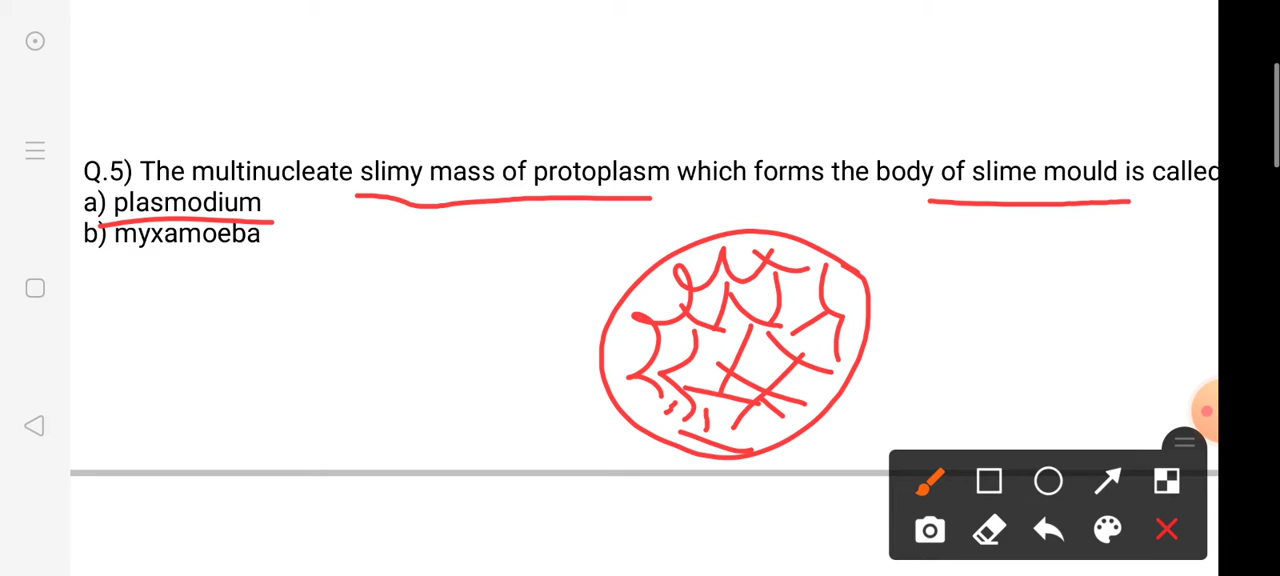 Q.5) The multinucleate slimy mass of protoplasm which forms the body of slime mould is called
a) plasmodium
b) myxamoeba